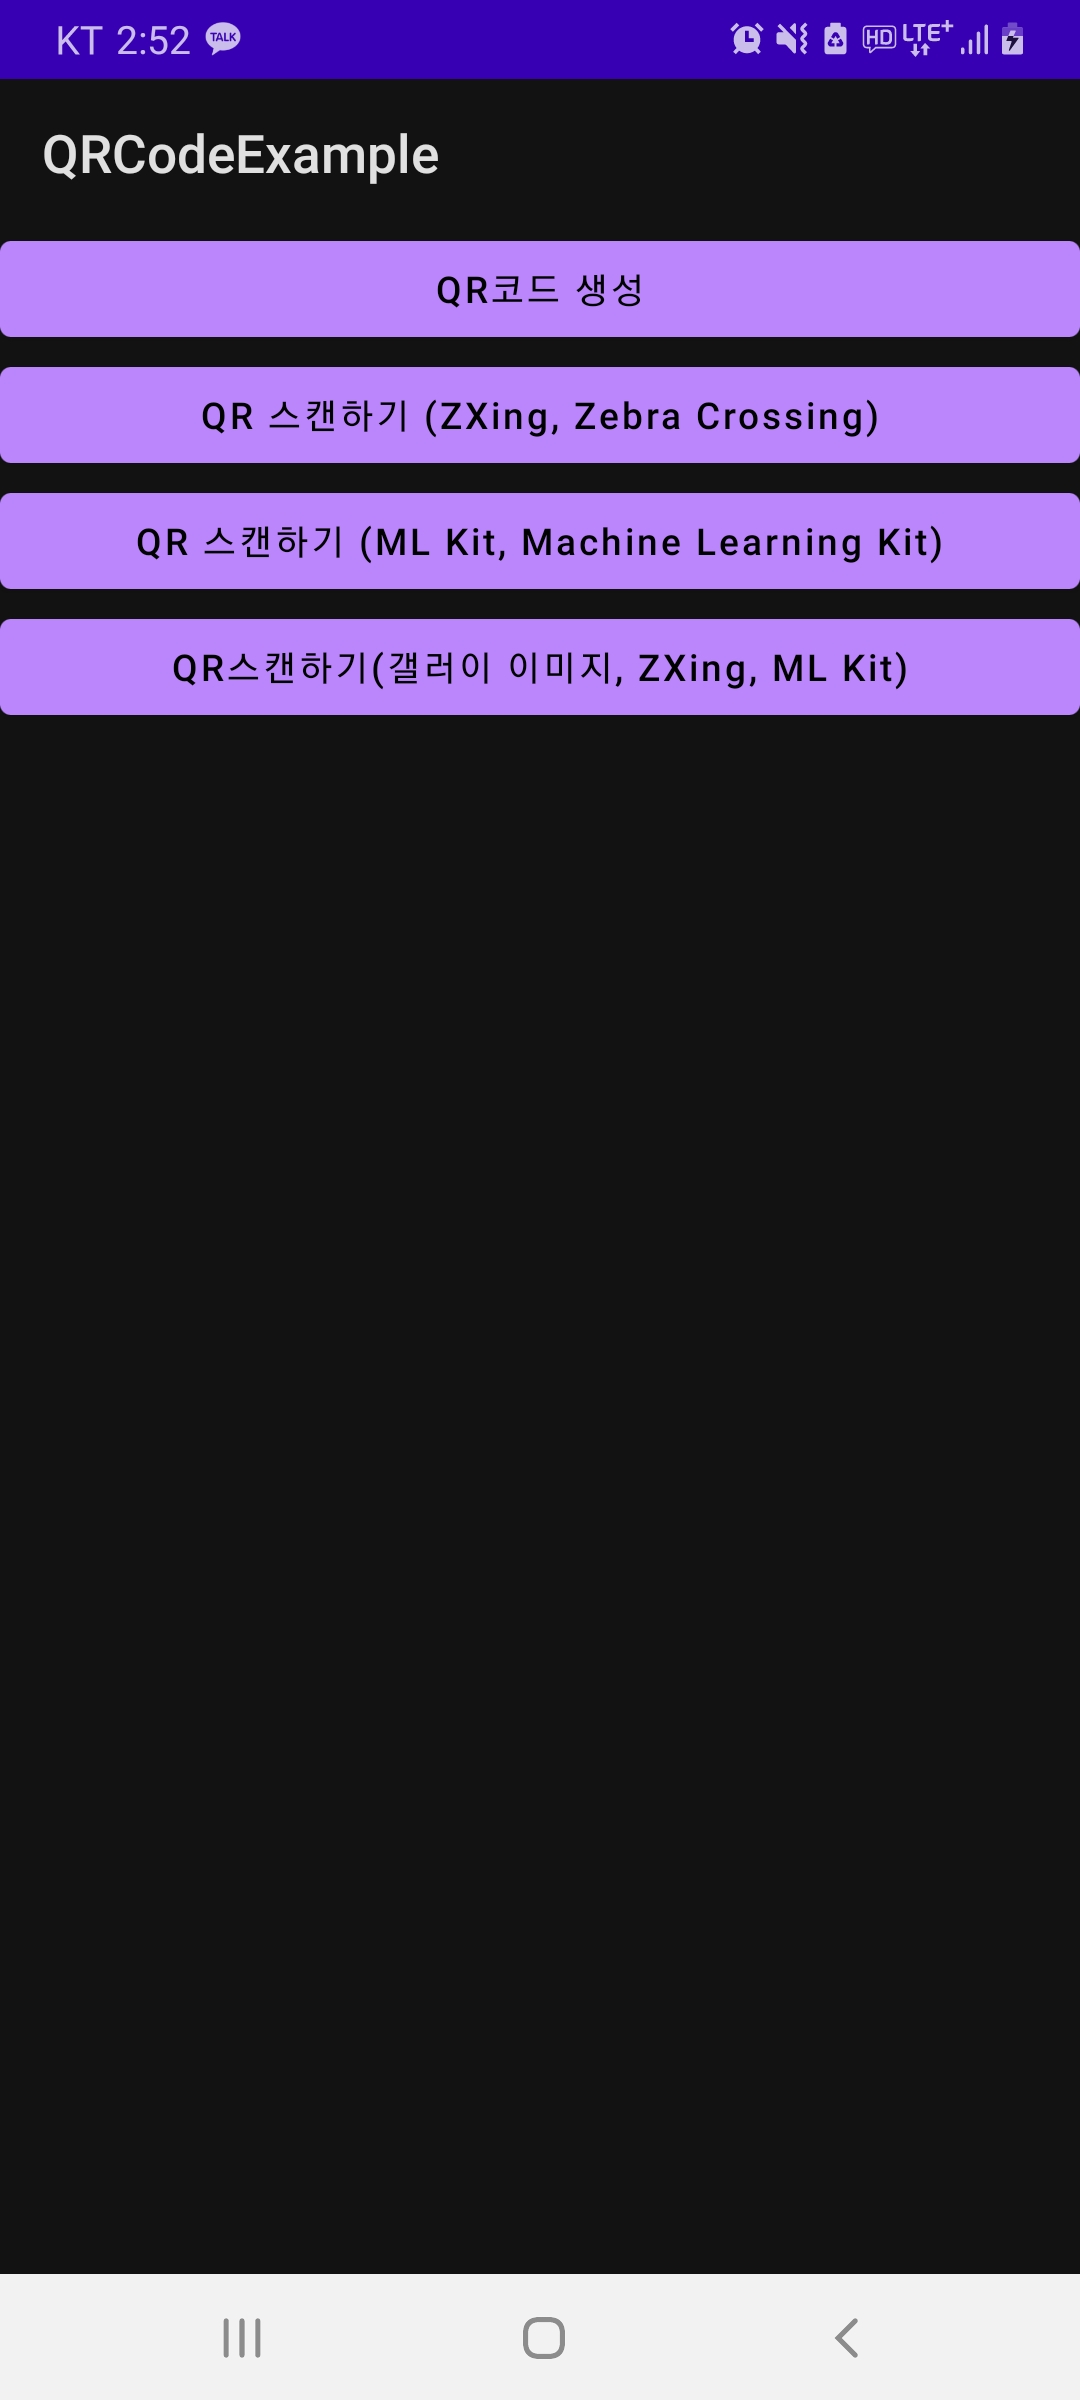 KT 2:52 TALK HD LTE+
QRCodeExample
QR코드 생성
QR 스캔하기 (ZXing, Zebra Crossing)
QR 스캔하기 (ML Kit, Machine Learning Kit)
QR스캔하기(갤러이 이미지, ZXing, ML Kit)